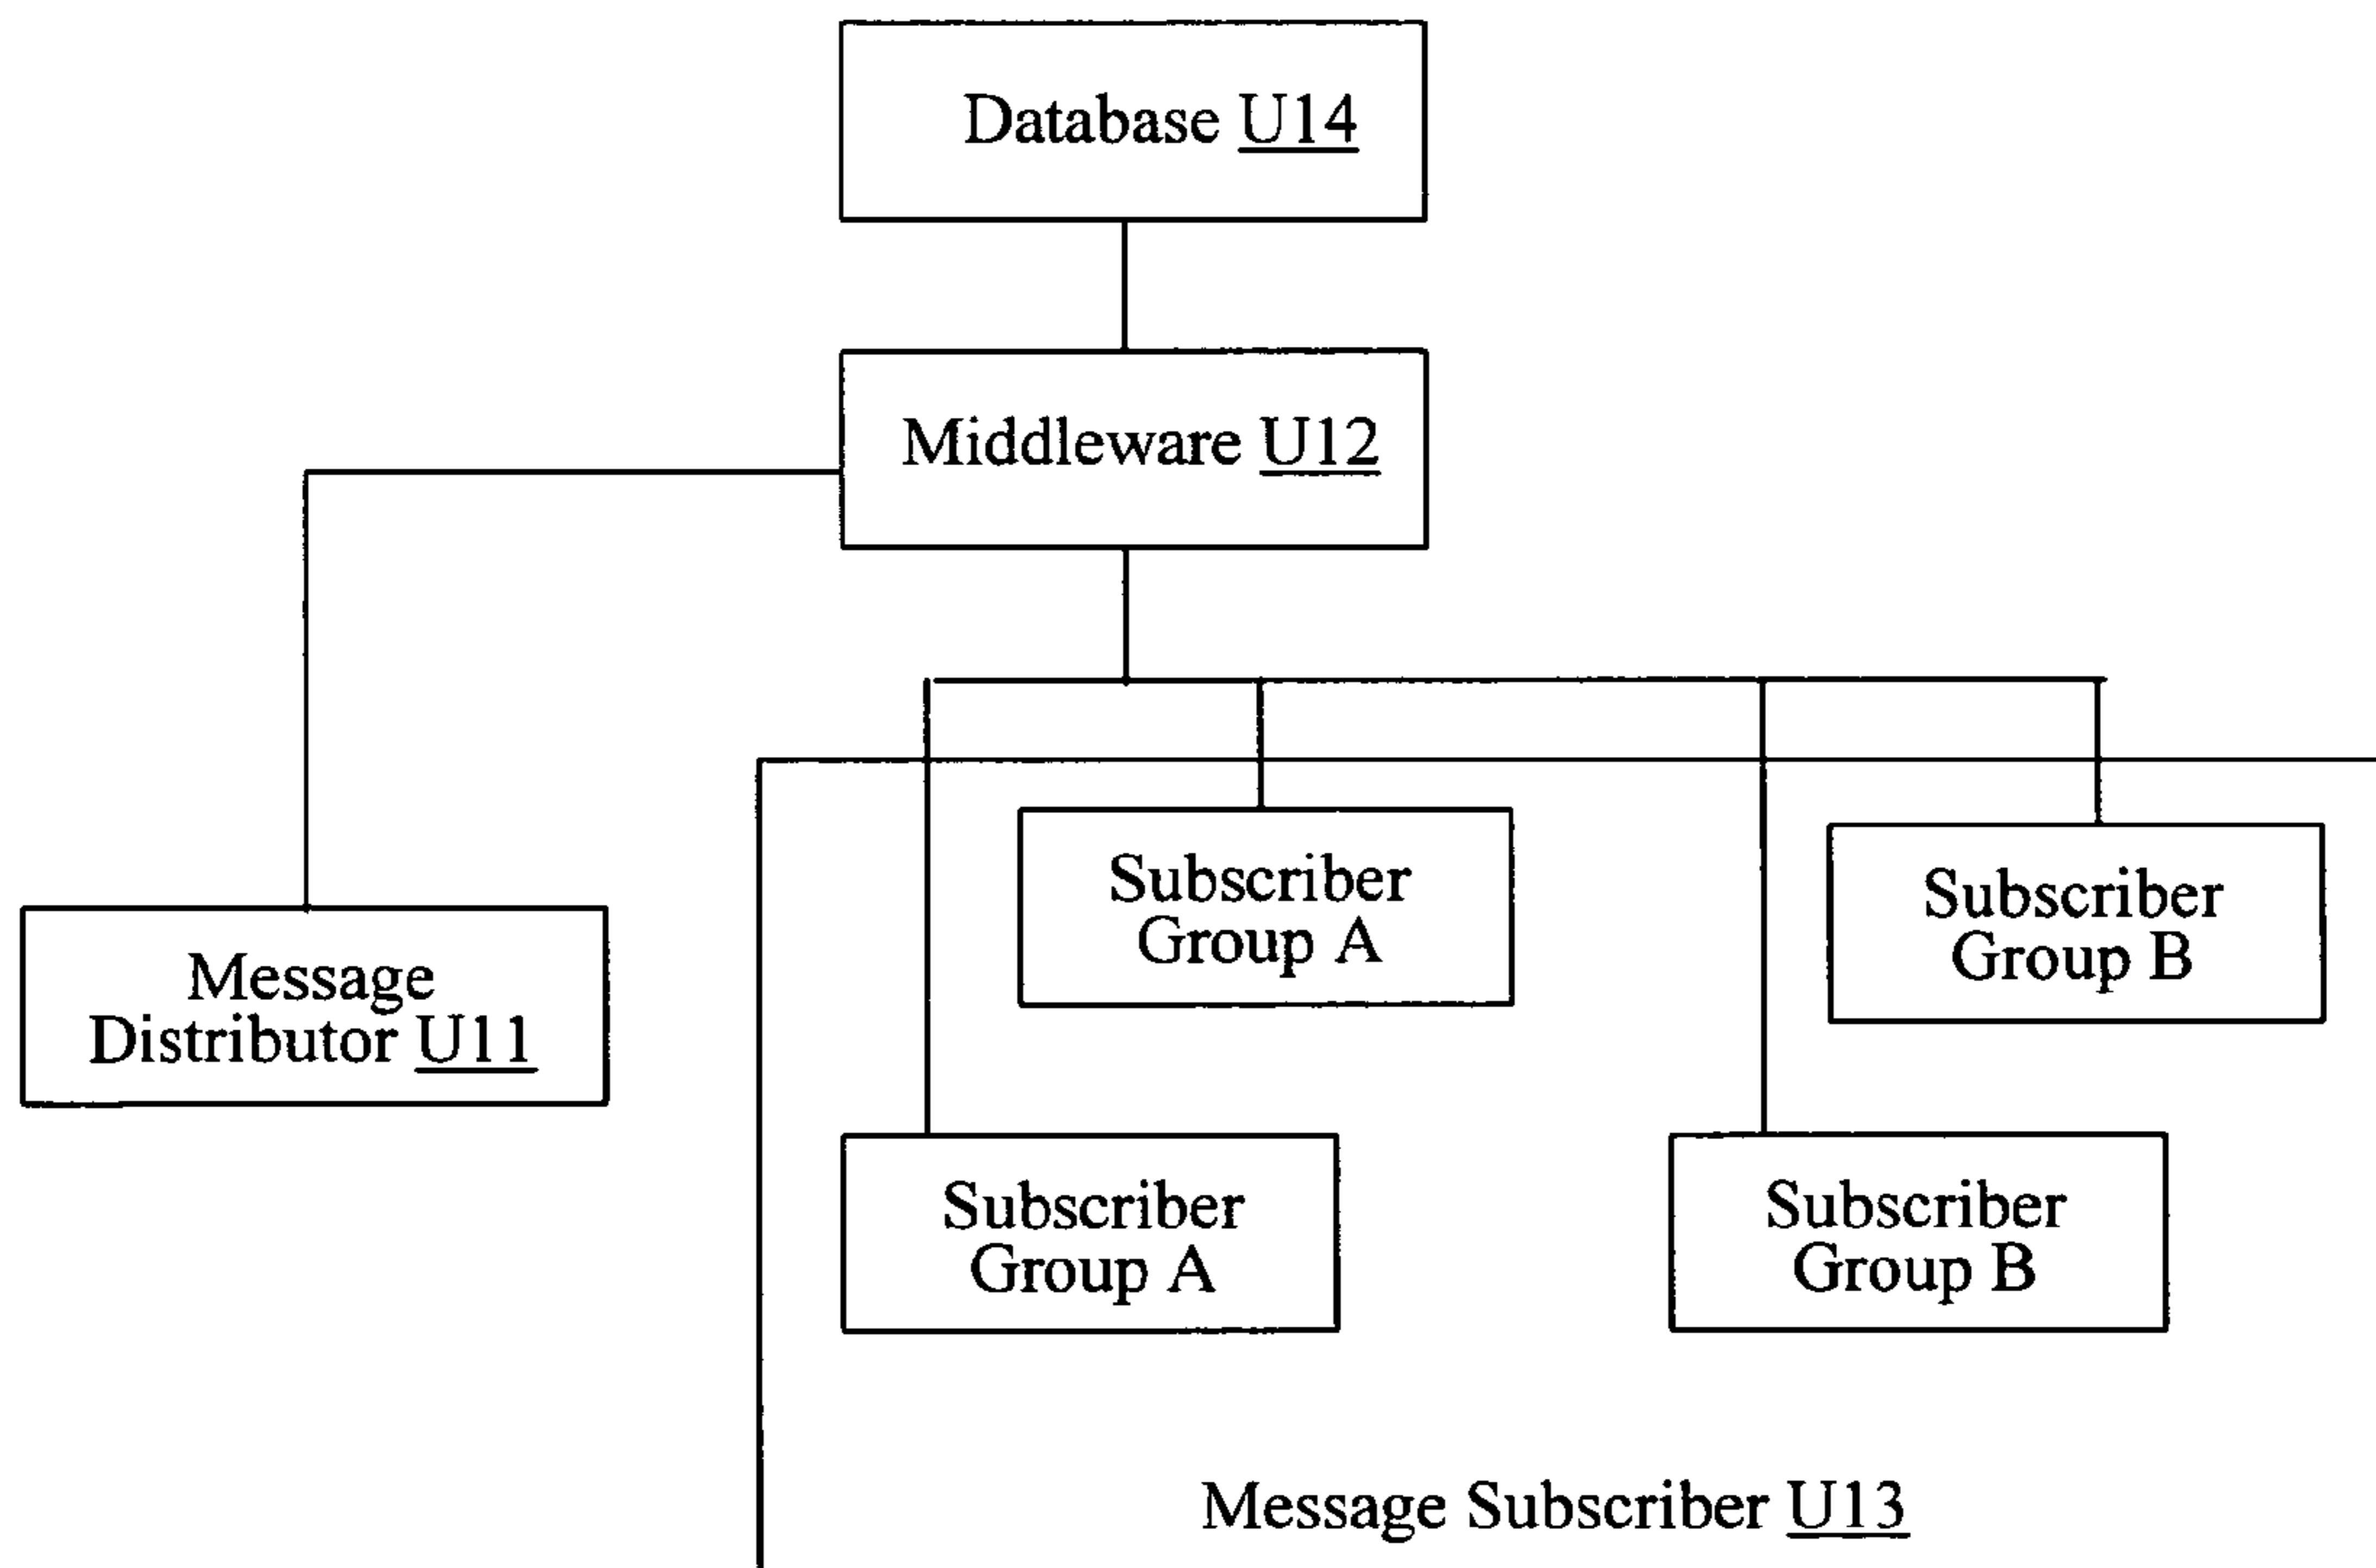 Database U14
Middleware U12
Subscriber
Group A
Subscriber
Group B
Message
Distributor U11
Subscriber
Group A
Subscriber
Group B
Message Subscriber U13